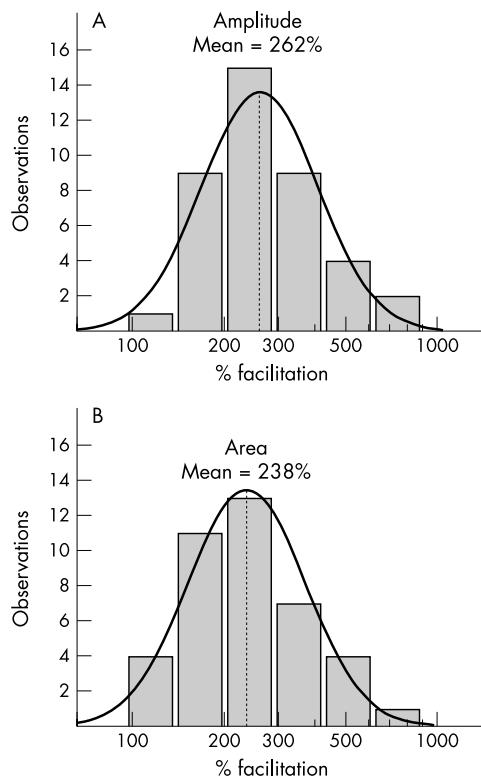 A
Amplitude
Mean = 262%
16
14
12
10
8
6
4
2
Observations
100
200
300
500
1000
% facilitation
B
Area
Mean = 238%
16
14
12
10
8
6
4
2
Observations
100
200
300
500
1000
% facilitation